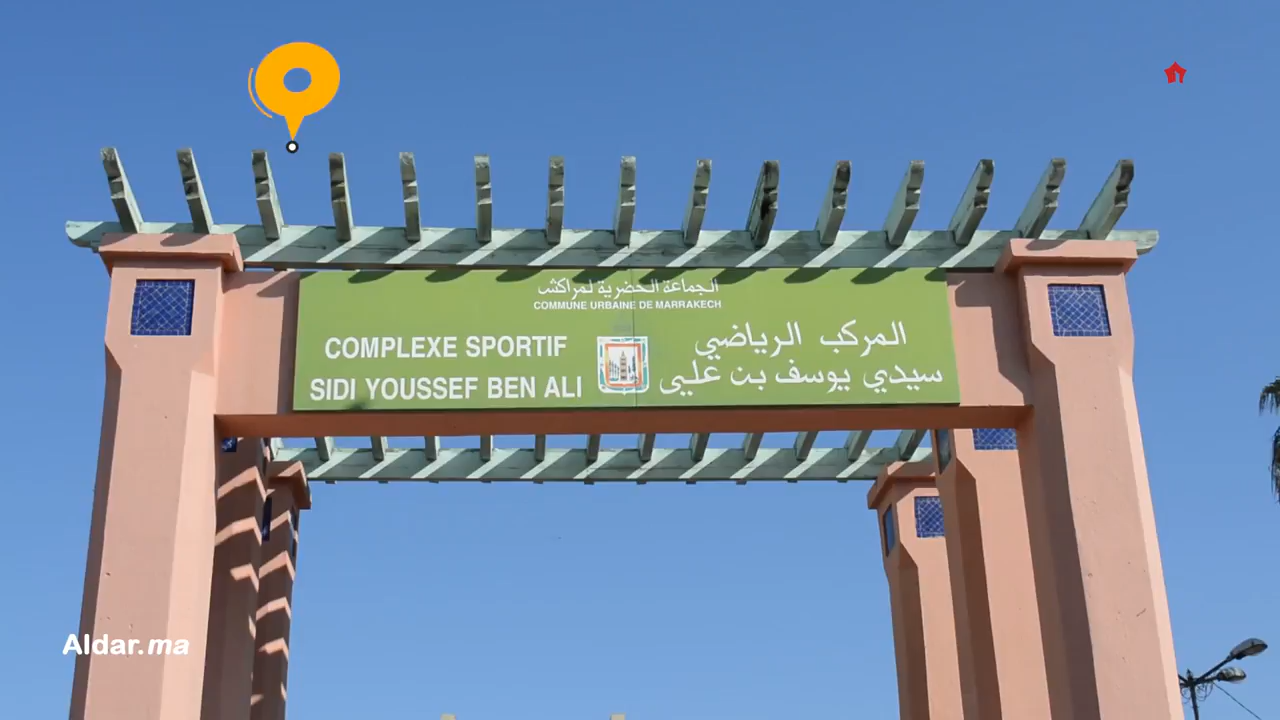 الجماعة الحضرية لمراكش
COMMUNE URBAINE DE MARRAKECH
COMPLEXE SPORTIF
SIDI YOUSSEF BEN ALI
المركب الرياضي
سيدي يوسف بن علي
Aldar.ma